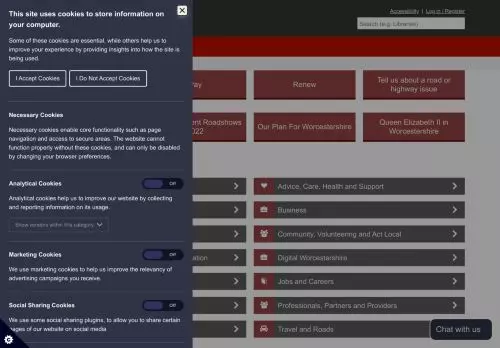 This site uses cookies to store information on
your computer.
Some of these cookies are essential, while others help us to
improve your experience by providing insights into how the site is
being used.
I Accept Cookies
I Do Not Accept Cookies
Necessary Cookies
Necessary cookies enable core functionality such as page
navigation and access to secure areas. The website cannot
function properly without these cookies, and can only be disabled
by changing your browser preferences.
Analytical Cookies
Off
Analytical cookies help us to improve our website by collecting
and reporting information on its usage.
Show vendors within this category
Marketing Cookies
Off
We use marketing cookies to help us improve the relevancy of
advertising campaigns you receive.
Social Sharing Cookies
Off
We use some social sharing plugins, to allow you to share certain
pages of our website on social media
Accessibility | Log in / Register
Search (e.g. Libraries)
Renew
Tell us about a road or
highway issue
Roadshows
2022
Our Plan For Worcestershire
Queen Elizabeth II in
Worcestershire
Advice, Care, Health and Support
Business
Community, Volunteering and Act Local
Digital Worcestershire
Jobs and Careers
Professionals, Partners and Providers
Travel and Roads
Chat with us